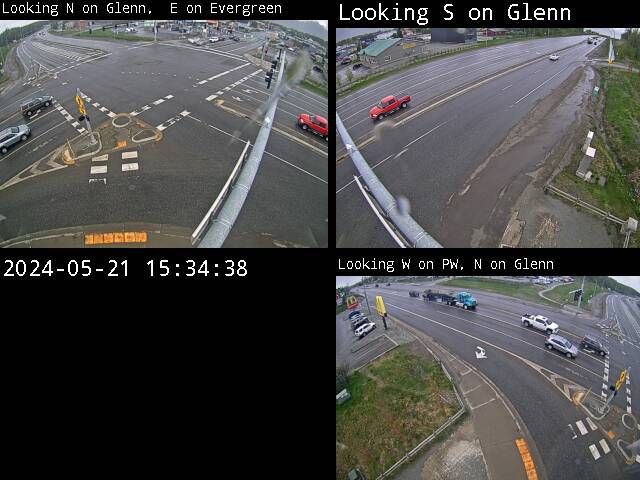 Looking N on Glenn,  E on Evergreen
Looking S on Glenn
2024-05-21 15:34:38
Looking W on PW, N on Glenn